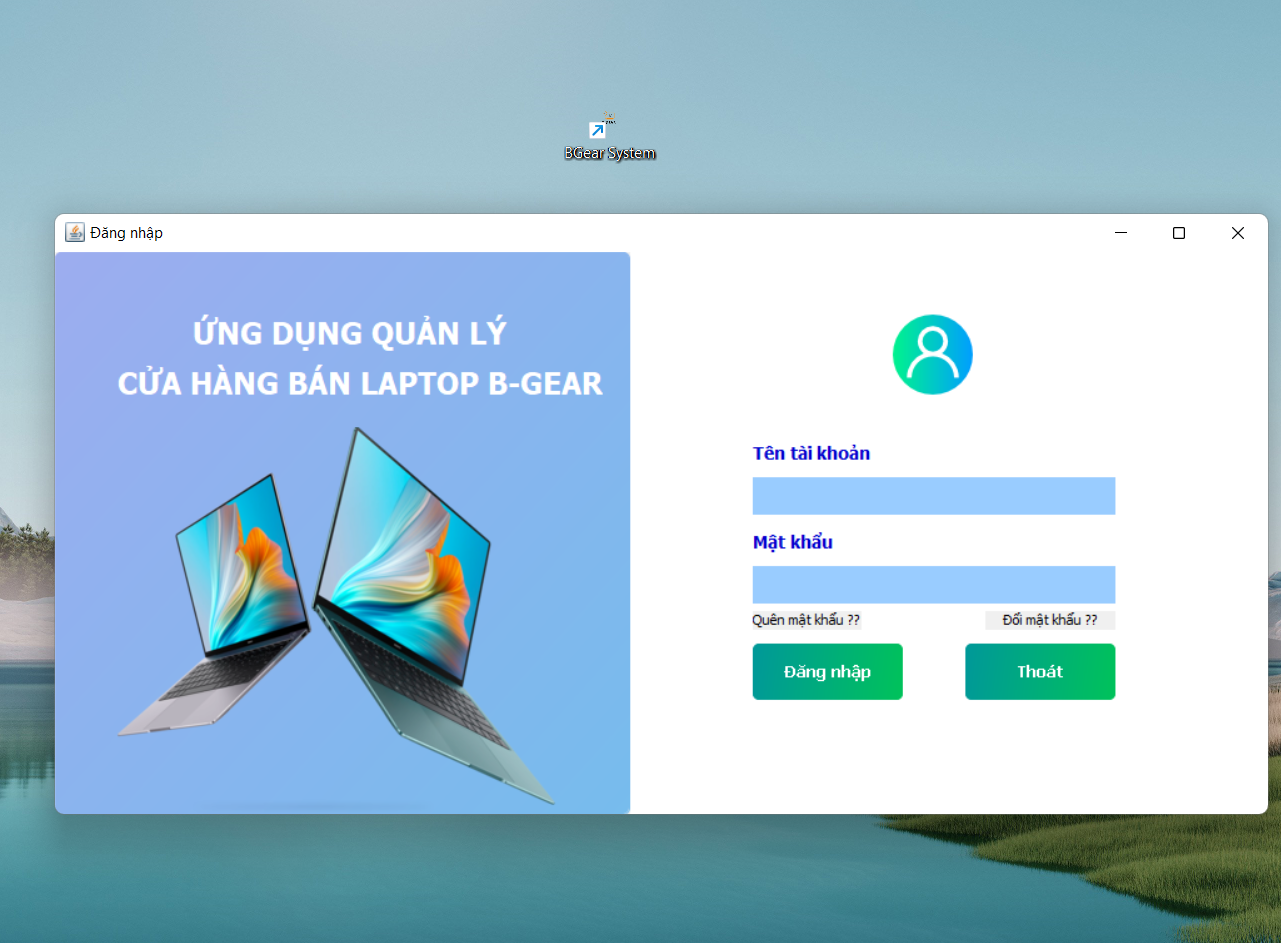 BGear System
Đăng nhập
ỨNG DỤNG QUẢN LÝ
CỬA HÀNG BÁN LAPTOP B-GEAR
Tên tài khoản
Mật khẩu
Quên mật khẩu ??
Đổi mật khẩu ??
Đăng nhập
Thoát